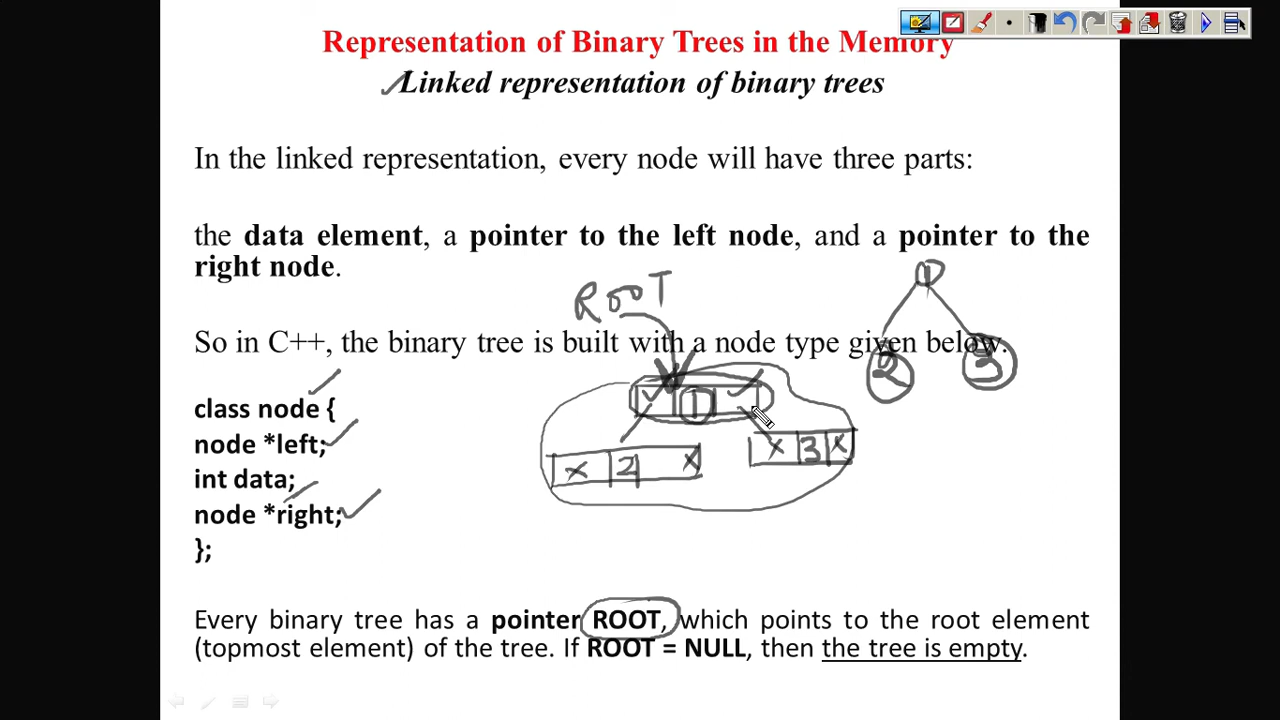 Representation of Binary Trees in the Memory
Linked representation of binary trees
In the linked representation, every node will have three parts:
the data element, a pointer to the left node, and a pointer to the
right node.
ROOT
1
So in C++, the binary tree is built with a node type given below.
2 3
class node {
1
node *left;
X 3 X
X 2 X
int data;
node *right;
};
Every binary tree has a pointer ROOT, which points to the root element
(topmost element) of the tree. If ROOT = NULL, then the tree is empty.